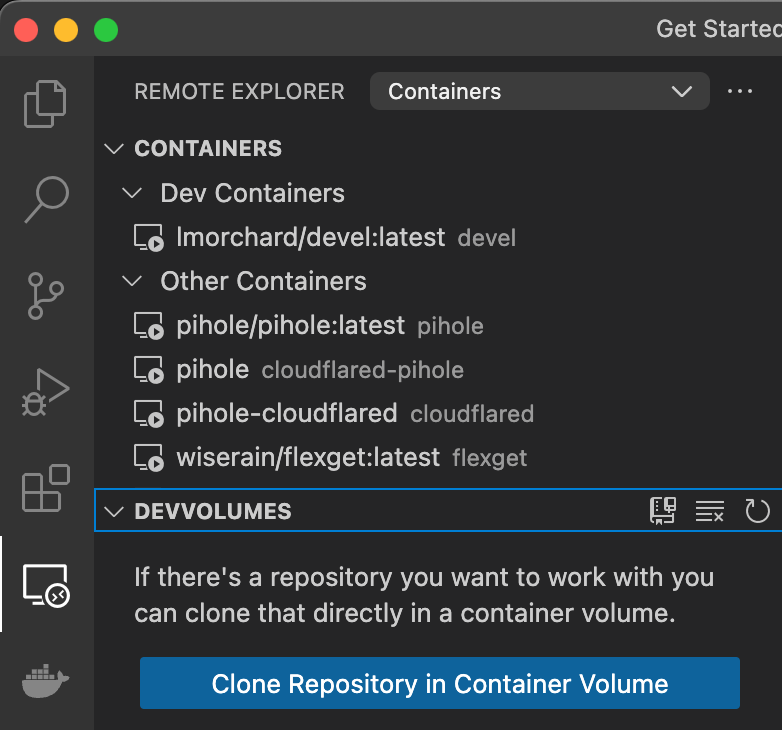 Get Started
REMOTE EXPLORER Containers
CONTAINERS
Dev Containers
lmorchard/devel:latest devel
Other Containers
pihole/pihole:latest pihole
pihole cloudflared-pihole
pihole-cloudflared cloudflared
wiserain/flexget:latest flexget
DEVVOLUMES
If there's a repository you want to work with you
can clone that directly in a container volume.
Clone Repository in Container Volume